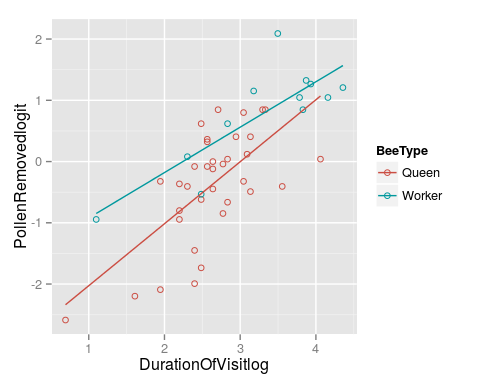 2
1
0
-1
-2
1
2
3
4
PollenRemovedlogit
DurationOfVisitlog
BeeType
Queen
Worker